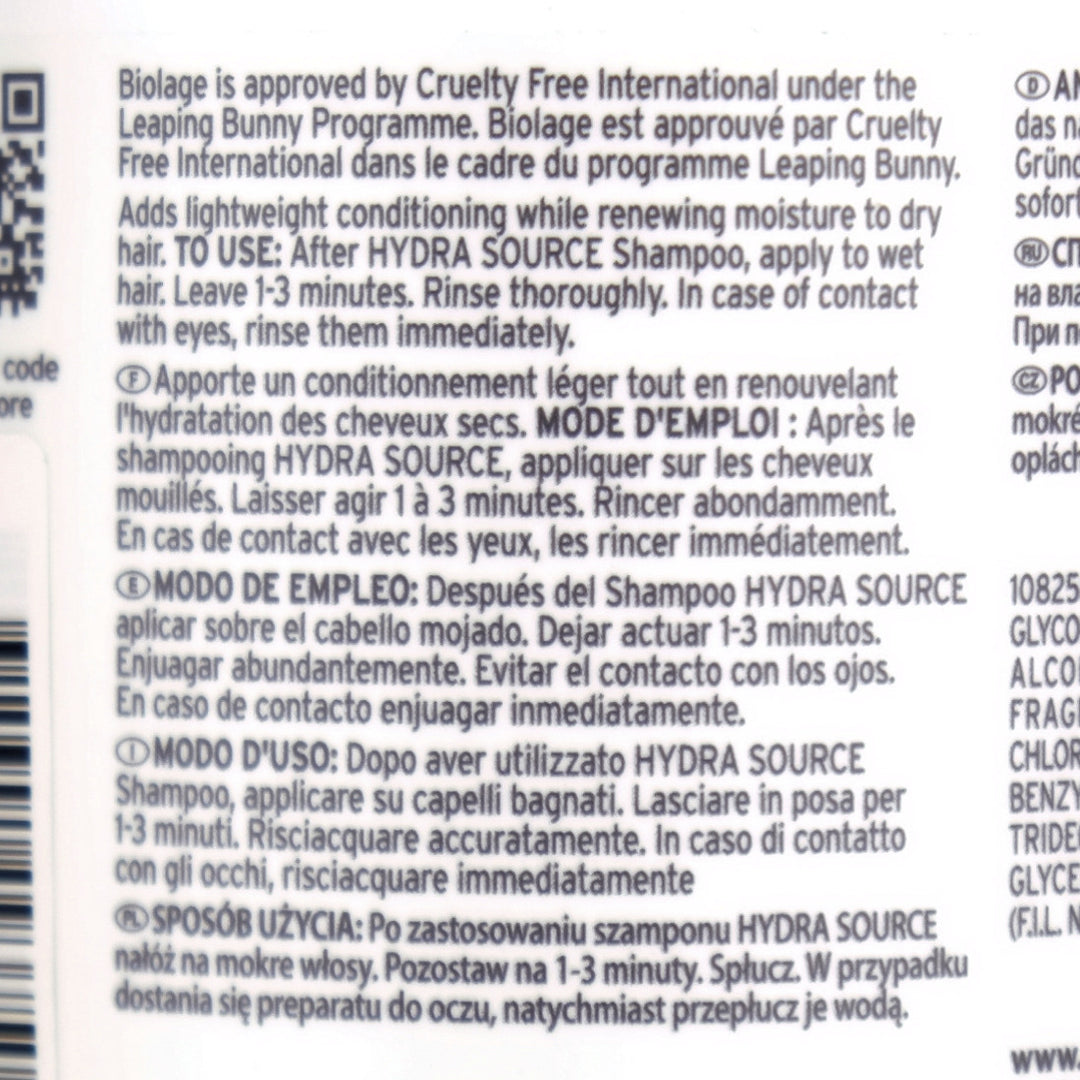 Biolage is approved by Cruelty Free International under the
Leaping Bunny Programme. Biolage est approuvé par Cruelty
Free International dans le cadre du programme Leaping Bunny.
Adds lightweight conditioning while renewing moisture to dry
hair. TO USE: After HYDRA SOURCE Shampoo, apply to wet
hair. Leave 1-3 minutes. Rinse thoroughly. In case of contact
with eyes, rinse them immediately.
F Apporte un conditionnement léger tout en renouvelant
l'hydratation des cheveux secs. MODE D'EMPLOI : Après le
shampooing HYDRA SOURCE, appliquer sur les cheveux
mouillés. Laisser agir 1 à 3 minutes. Rincer abondamment.
En cas de contact avec les yeux, les rincer immédiatement.
E MODO DE EMPLEO: Después del Shampoo HYDRA SOURCE
aplicar sobre el cabello mojado. Dejar actuar 1-3 minutos.
Enjuagar abundantemente. Evitar el contacto con los ojos.
En caso de contacto enjuagar inmediatamente.
I MODO D'USO: Dopo aver utilizzato HYDRA SOURCE
Shampoo, applicare su capelli bagnati. Lasciare in posa per
1-3 minuti. Risciacquare accuratamente. In caso di contatto
con gli occhi, risciacquare immediatamente
PL SPOSÓB UŻYCIA: Po zastosowaniu szamponu HYDRA SOURCE
nałóż na mokre włosy. Pozostaw na 1-3 minuty. Spłucz. W przypadku
dostania się preparatu do oczu, natychmiast przepłucz je wodą.
code
D
das
sofort
RU
на
При
CZ
10825
(F.I.L.
www.